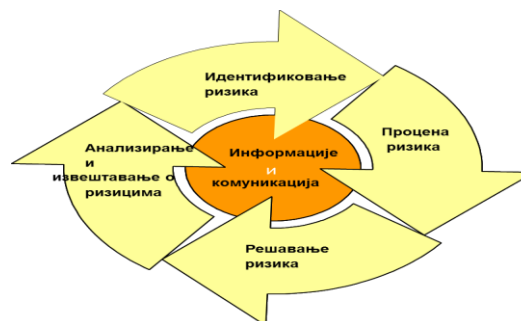 Идентификовање
ризика
Процена
ризика
Информације
и
комуникација
Решавање
ризика
Анализирање
и
извештавање о
ризицима